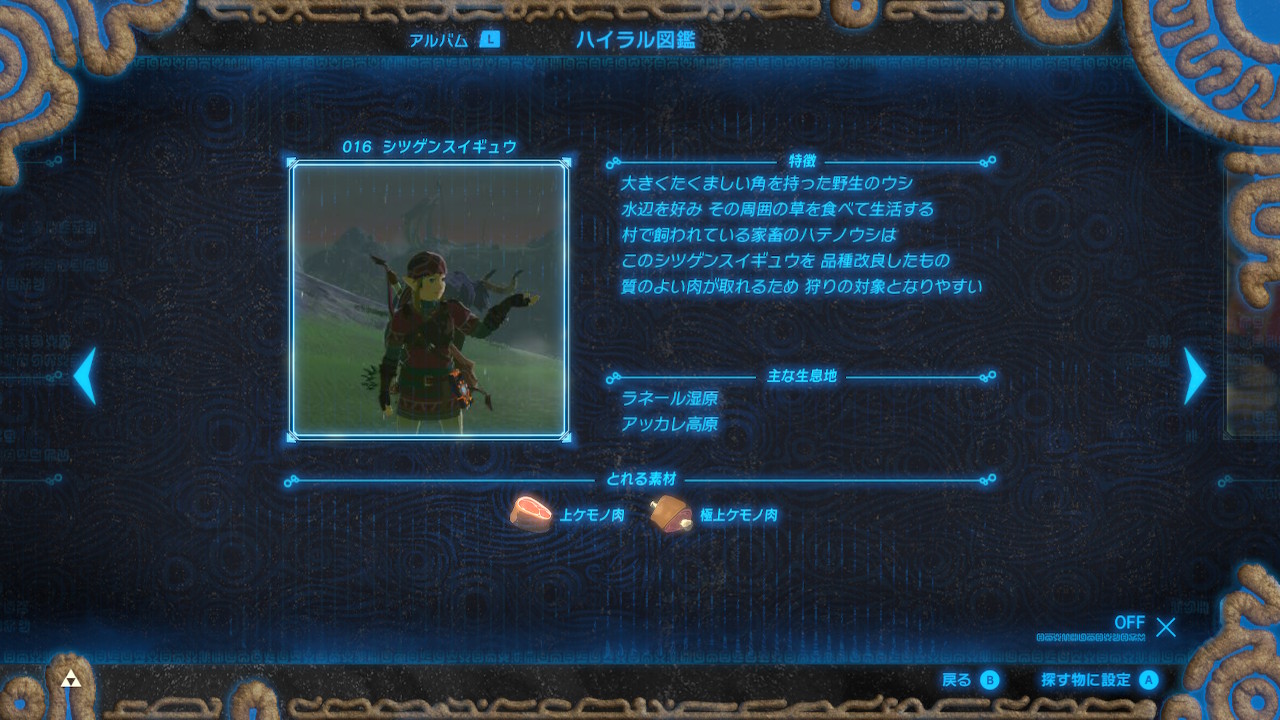 アルバム L
ハイラル図鑑
016 シツゲンスイギュウ
特徴
大きくたくましい角を持った野生のウシ
水辺を好み その周囲の草を食べて生活する
村で飼われている家畜のハテノウシは
このシツゲンスイギュウを 品種改良したもの
質のよい肉が取れるため 狩りの対象となりやすい
主な生息地
ラネール湿原
アッカレ高原
とれる素材
上ケモノ肉
極上ケモノ肉
OFF
戻る B
探す物に設定 A